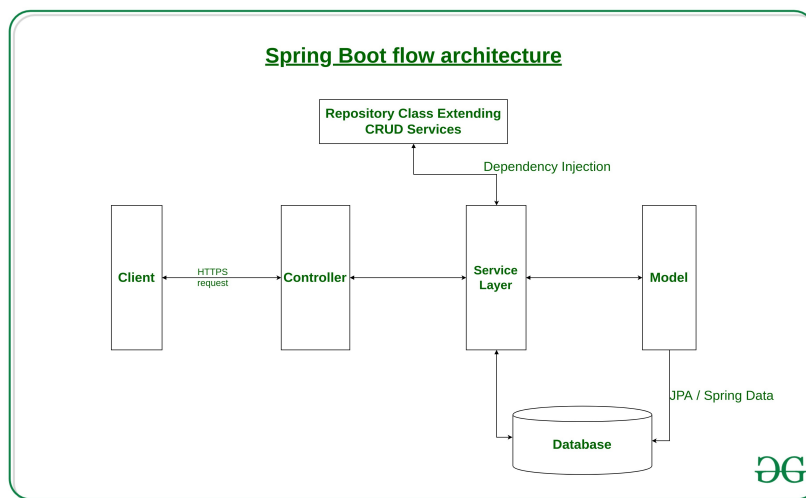 Spring Boot flow architecture
Repository Class Extending
CRUD Services
Dependency Injection
Client
HTTPS
request
Controller
Service
Layer
Model
JPA / Spring Data
Database